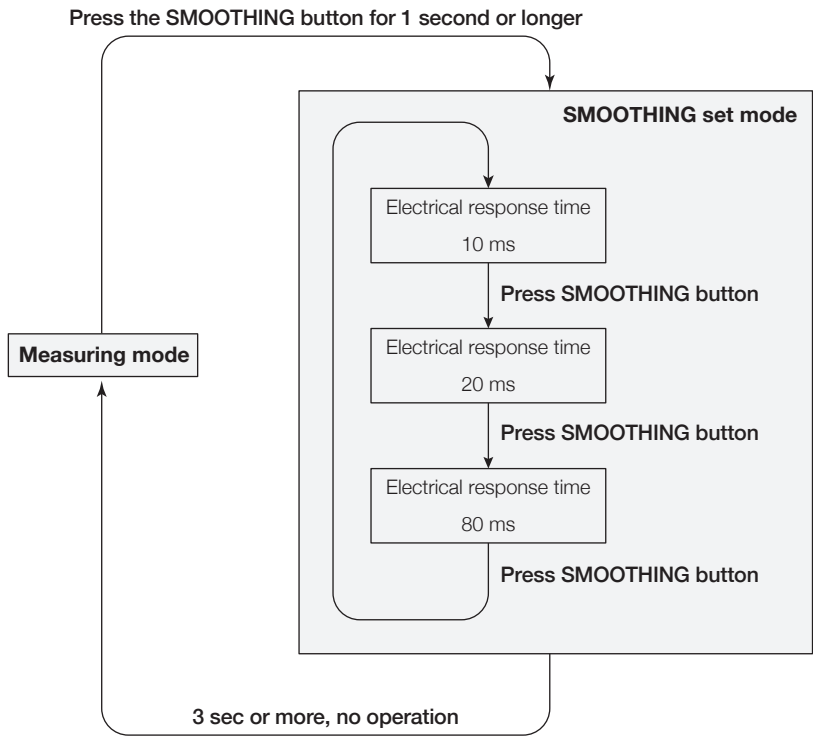 Press the SMOOTHING button for 1 second or longer
SMOOTHING set mode
Electrical response time
10 ms
Press SMOOTHING button
Measuring mode
Electrical response time
20 ms
Press SMOOTHING button
Electrical response time
80 ms
Press SMOOTHING button
3 sec or more, no operation